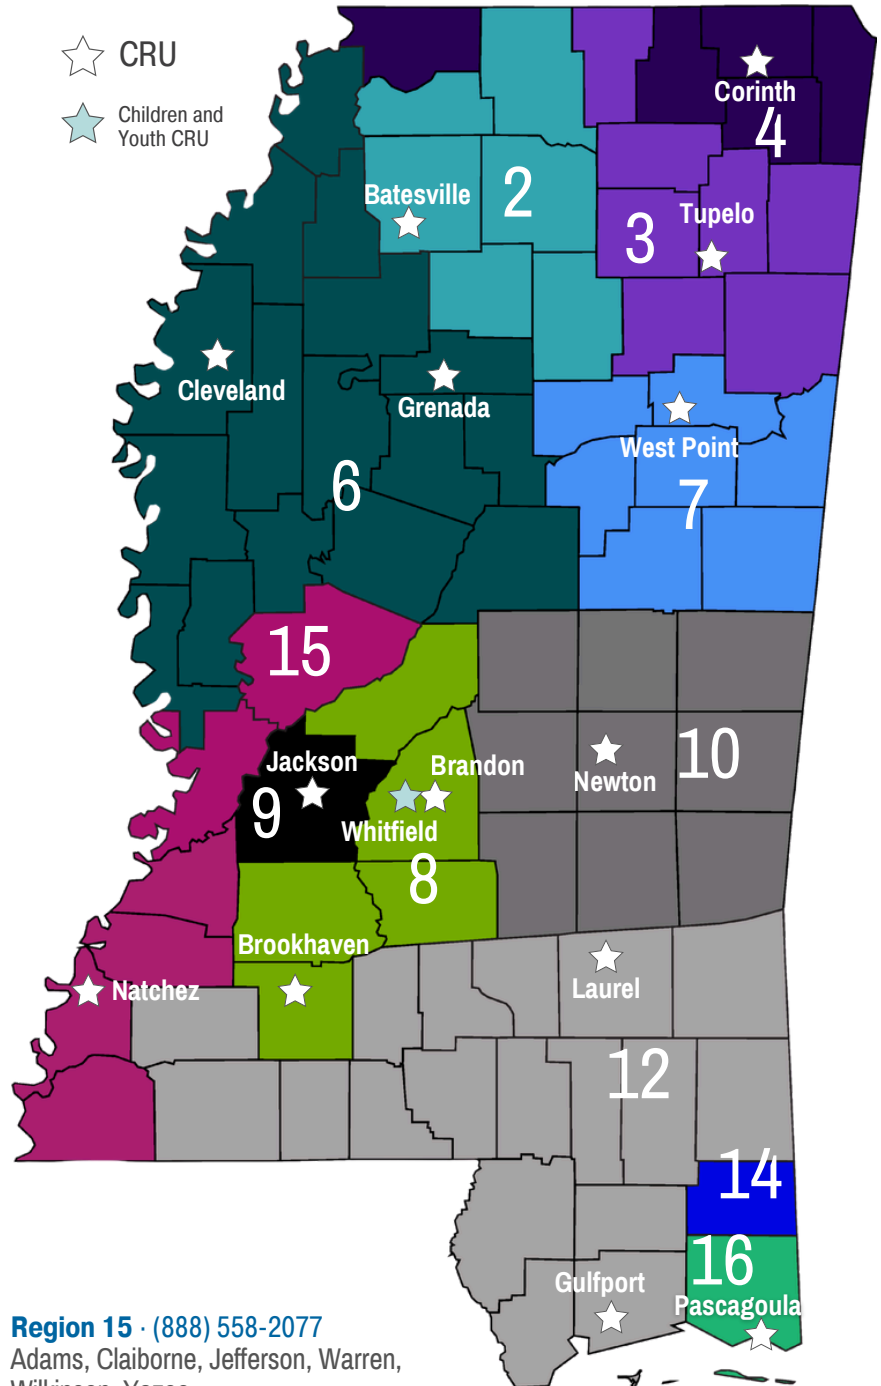 CRU
Children and
Youth CRU
Corinth
4
Batesville
2
Tupelo
3
Cleveland
Grenada
West Point
6
7
15
Jackson
Brandon
Newton
10
9
Whitfield
8
Brookhaven
Natchez
Laurel
12
14
16
Gulfport
Pascagoula
Region 15 · (888) 558-2077
Adams, Claiborne, Jefferson, Warren,
Wilkinson, Yazoo